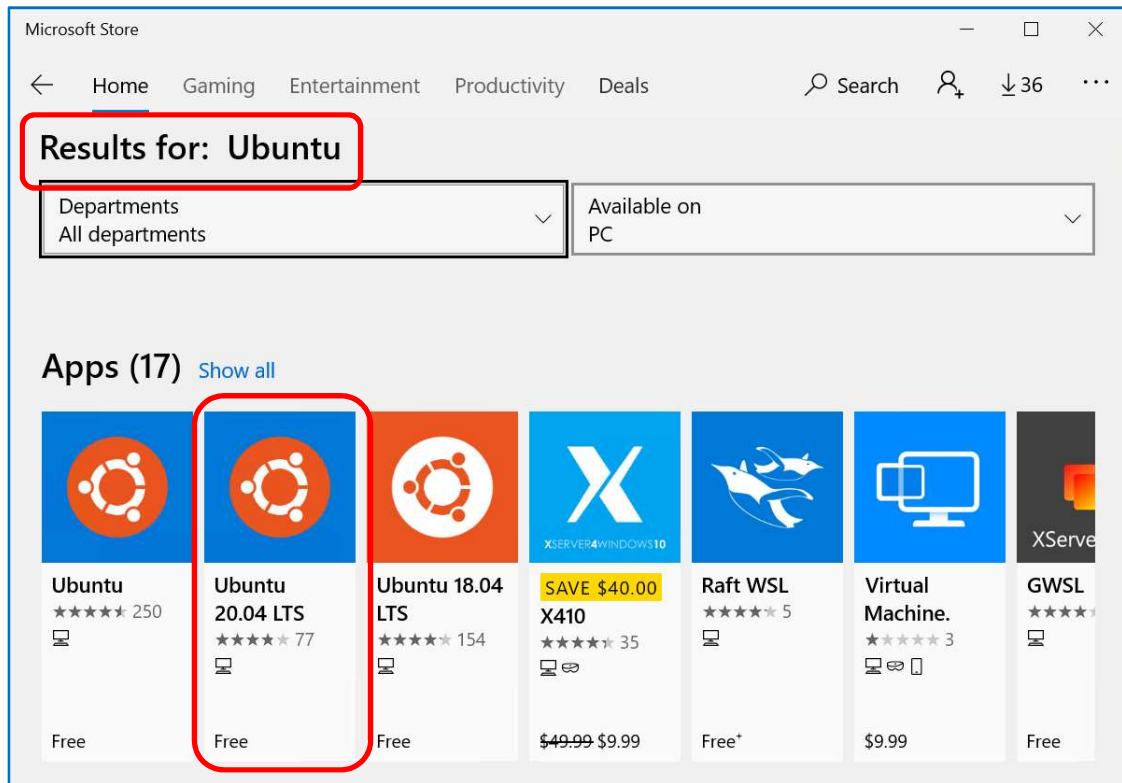 Microsoft Store
Home Gaming Entertainment Productivity Deals Search 36 ...
Results for: Ubuntu
Departments
All departments
Available on
PC
Apps (17) Show all
Ubuntu
250
Free
Ubuntu
20.04 LTS
77
Free
Ubuntu 18.04
LTS
154
Free
XSERVER4WINDOWS10
SAVE $40.00
X410
35
$49.99 $9.99
Raft WSL
5
Free+
Virtual
Machine.
3
$9.99
XServe
GWSL
Free